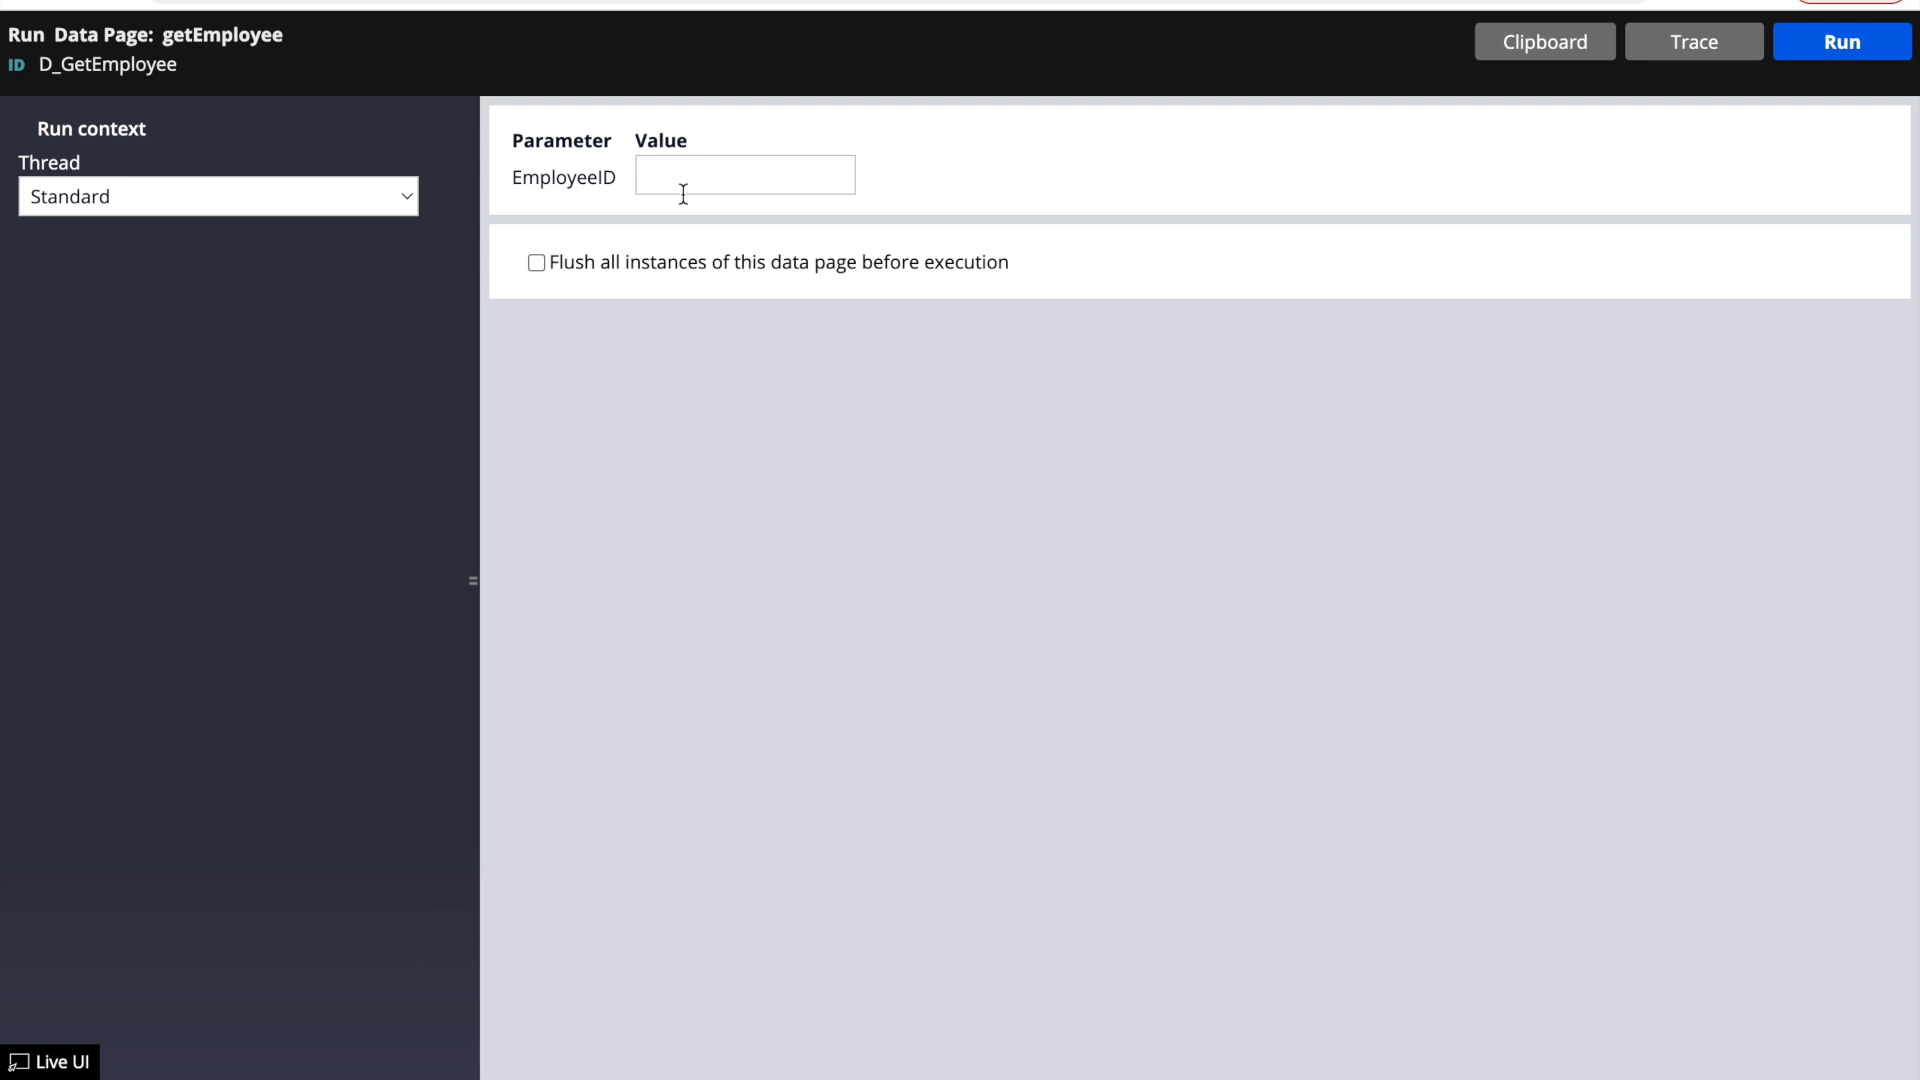 Run Data Page: getEmployee
ID D_GetEmployee
Clipboard
Trace
Run
Run context
Thread
Standard
Parameter Value
EmployeeID
Flush all instances of this data page before execution
Live UI